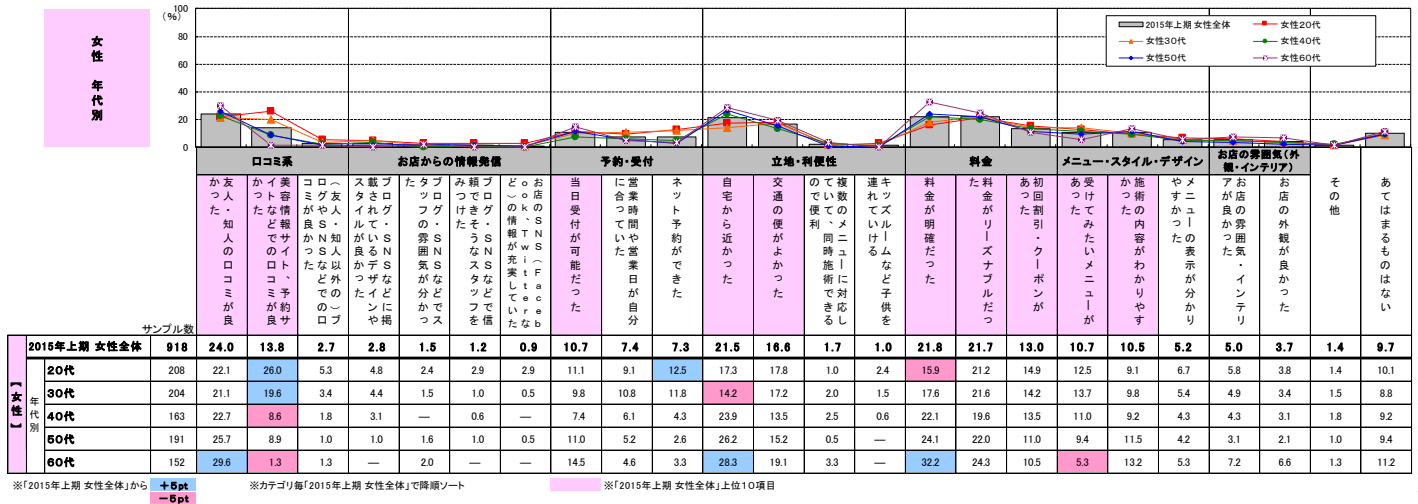 (%)
女性 年代別
100
80
60
40
20
0
2015年上期 女性全体
女性20代
女性30代
女性40代
女性50代
女性60代
口コミ系
お店からの情報発信
予約・受付
立地・利便性
料金
メニュー・スタイル・デザイン
お店の雰囲気(外観・インテリア)
友人・知人の口コミが良かった
美容情報サイト、予約サイトなどでの口コミが良かった
(友人・知人以外の)ブログやSNSなどでの口コミが良かった
ブログ・SNSなどに掲載されているデザインやスタイルが良かった
ブログ・SNSなどでスタッフの雰囲気が分かった
ブログ・SNSなどで信頼できそうなスタッフをみつけた
お店のSNS(Facebook、Twitterなど)の情報が充実していた
当日受付が可能だった
営業時間や営業日が自分に合っていた
ネット予約ができた
自宅から近かった
交通の便がよかった
複数のメニューに対応していて、同時施術できるので便利
キッズルームなど子供を連れていける
料金が明確だった
料金がリーズナブルだった
初回割引・クーポンがあった
受けてみたいメニューがあった
施術の内容がわかりやすかった
メニューの表示が分かりやすかった
お店の雰囲気・インテリアが良かった
お店の外観が良かった
その他
あてはまるものはない
サンプル数
2015年上期 女性全体 918 24.0 13.8 2.7 2.8 1.5 1.2 0.9 10.7 7.4 7.3 21.5 16.6 1.7 1.0 21.8 21.7 13.0 10.7 10.5 5.2 5.0 3.7 1.4 9.7
【女性】
年代別
20代 208 22.1 26.0 5.3 4.8 2.4 2.9 2.9 11.1 9.1 12.5 17.3 17.8 1.0 2.4 15.9 21.2 14.9 12.5 9.1 6.7 5.8 3.8 1.4 10.1
30代 204 21.1 19.6 3.4 4.4 1.5 1.0 0.5 9.8 10.8 11.8 14.2 17.2 2.0 1.5 17.6 21.6 14.2 13.7 9.8 5.4 4.9 3.4 1.5 8.8
40代 163 22.7 8.6 1.8 3.1 — 0.6 — 7.4 6.1 4.3 23.9 13.5 2.5 0.6 22.1 19.6 13.5 11.0 9.2 4.3 4.3 3.1 1.8 9.2
50代 191 25.7 8.9 1.0 1.0 1.6 1.0 0.5 11.0 5.2 2.6 26.2 15.2 0.5 — 24.1 22.0 11.0 9.4 11.5 4.2 3.1 2.1 1.0 9.4
60代 152 29.6 1.3 1.3 — 2.0 — — 14.5 4.6 3.3 28.3 19.1 3.3 — 32.2 24.3 10.5 5.3 13.2 5.3 7.2 6.6 1.3 11.2
※「2015年上期 女性全体」から +5pt
−5pt
※カテゴリ毎「2015年上期 女性全体」で降順ソート
※「2015年上期 女性全体」上位10項目